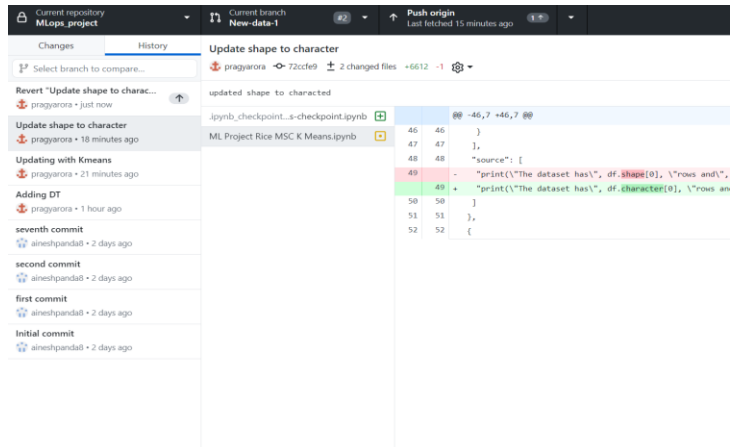 Current repository
MLops_project
Current branch
New-data-1
#2
Push origin
Last fetched 15 minutes ago
1
Changes
History
Select branch to compare...
Revert "Update shape to charac...
pragyarora • just now
Update shape to character
pragyarora • 18 minutes ago
Updating with Kmeans
pragyarora • 21 minutes ago
Adding DT
pragyarora • 1 hour ago
seventh commit
aineshpanda8 • 2 days ago
second commit
aineshpanda8 • 2 days ago
first commit
aineshpanda8 • 2 days ago
Initial commit
aineshpanda8 • 2 days ago
Update shape to character
pragyarora 72ccfe9 2 changed files +6612 -1
updated shape to characted
.ipynb_checkpoint...s-checkpoint.ipynb
ML Project Rice MSC K Means.ipynb
@@ -46,7 +46,7 @@
46 46 }
47 47 ],
48 48 "source": [
49 - "print(\"The dataset has\", df.shape[0], \"rows and\",
49 + "print(\"The dataset has\", df.character[0], \"rows an
50 50 ]
51 51 },
52 52 {